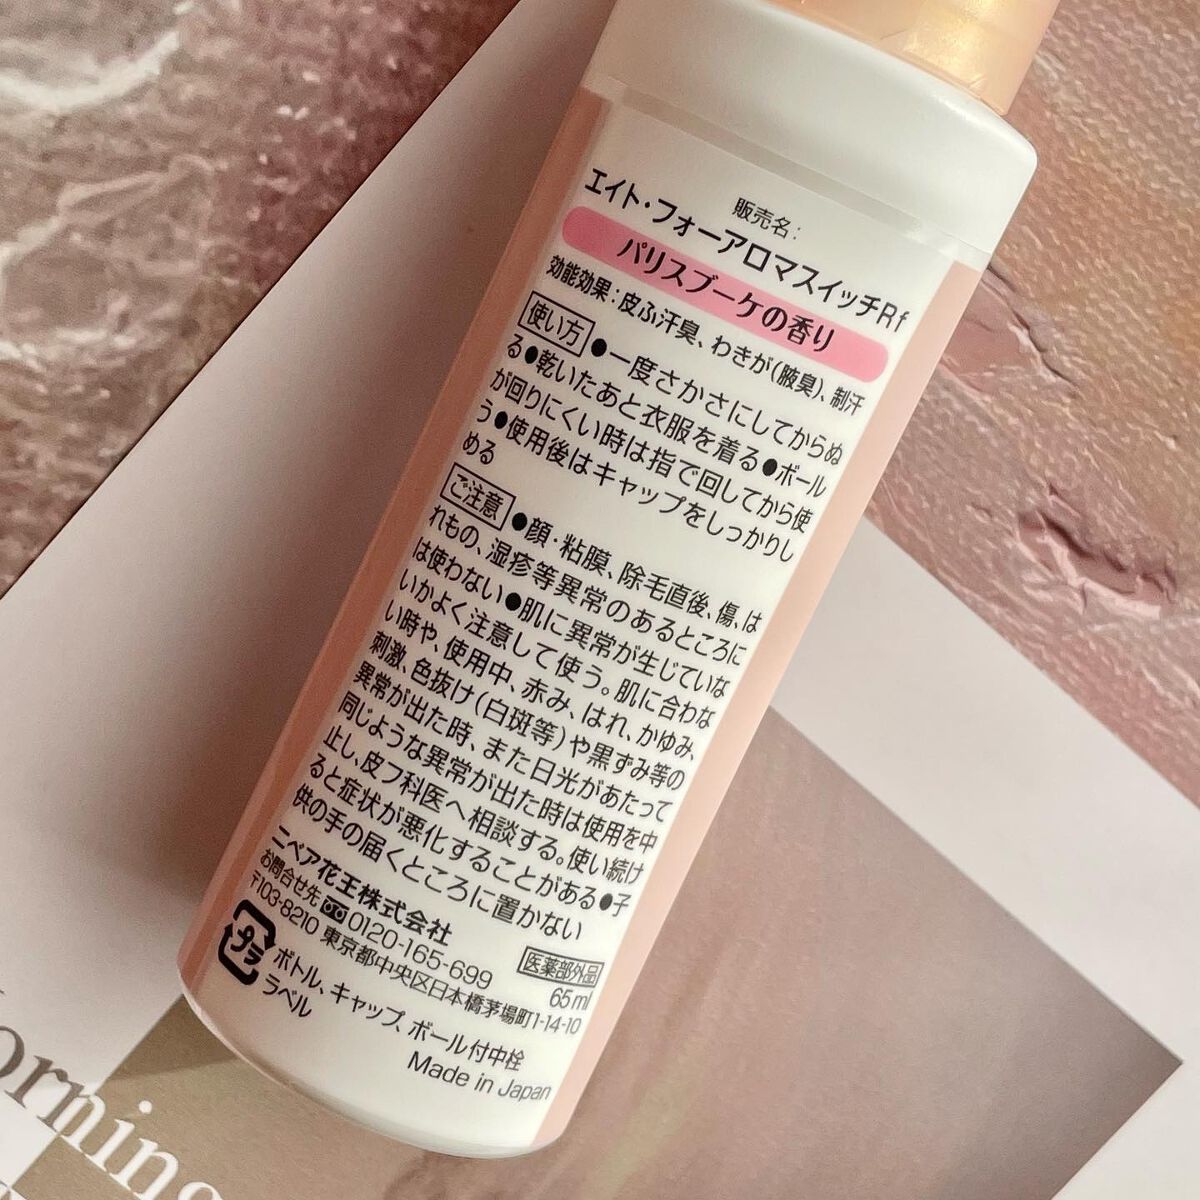 販売名：
エイト・フォーアロマスイッチRf
パリスブーケの香り
効能効果：皮ふ汗臭、わきが（腋臭）、制汗
使い方 ●一度さかさにしてからぬ
る●乾いたあと衣服を着る●ボール
が回りにくい時は指で回してから使
う●使用後はキャップをしっかりし
める
ご注意 ●顔・粘膜、除毛直後、傷、は
れもの、湿疹等異常のあるところに
は使わない●肌に異常が生じていな
いかよく注意して使う。肌に合わな
い時や、使用中、赤み、はれ、かゆみ、
刺激、色抜け（白斑等）や黒ずみ等の
異常が出た時、また日光があたって
同じような異常が出た時は使用を中
止し、皮フ科医へ相談する。使い続け
ると症状が悪化することがある●子
供の手の届くところに置かない
ニベア花王株式会社
お問合せ先 0120-165-699
医薬部外品
〒103-8210 東京都中央区日本橋茅場町1-14-10
65ml
プラ
ボトル、キャップ、ボール付中栓
ラベル
Made in Japan
orning